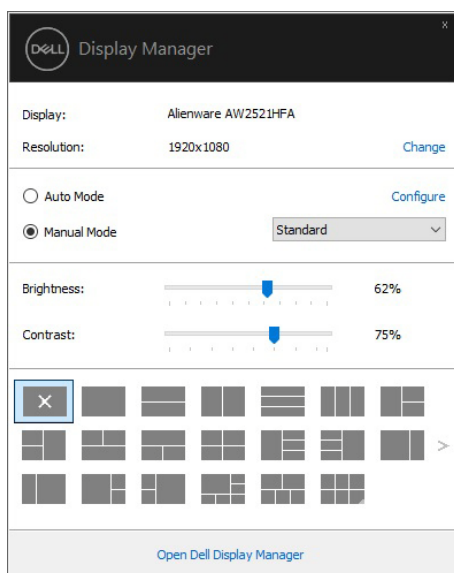 x
DELL Display Manager
Display: Alienware AW2521HFA
Resolution: 1920x1080 Change
Auto Mode Configure
Manual Mode Standard
Brightness: 62%
Contrast: 75%
Open Dell Display Manager